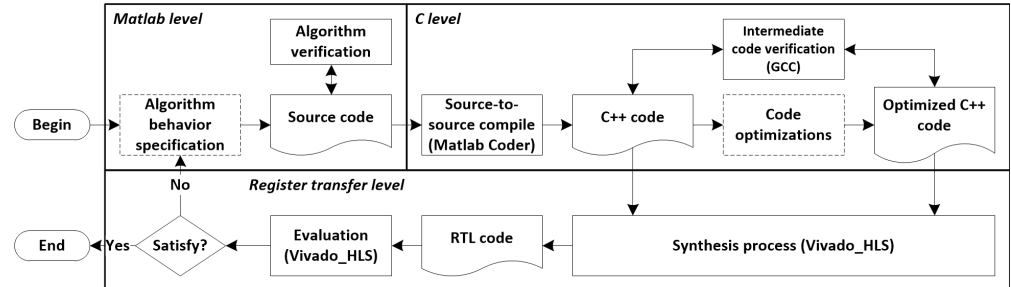 Matlab level
C level
Algorithm
verification
Intermediate
code verification
(GCC)
Begin
Algorithm
behavior
specification
Source code
Source-to-
source compile
(Matlab Coder)
C++ code
Code
optimizations
Optimized C++
code
No
Register transfer level
End
Yes
Satisfy?
Evaluation
(Vivado_HLS)
RTL code
Synthesis process (Vivado_HLS)